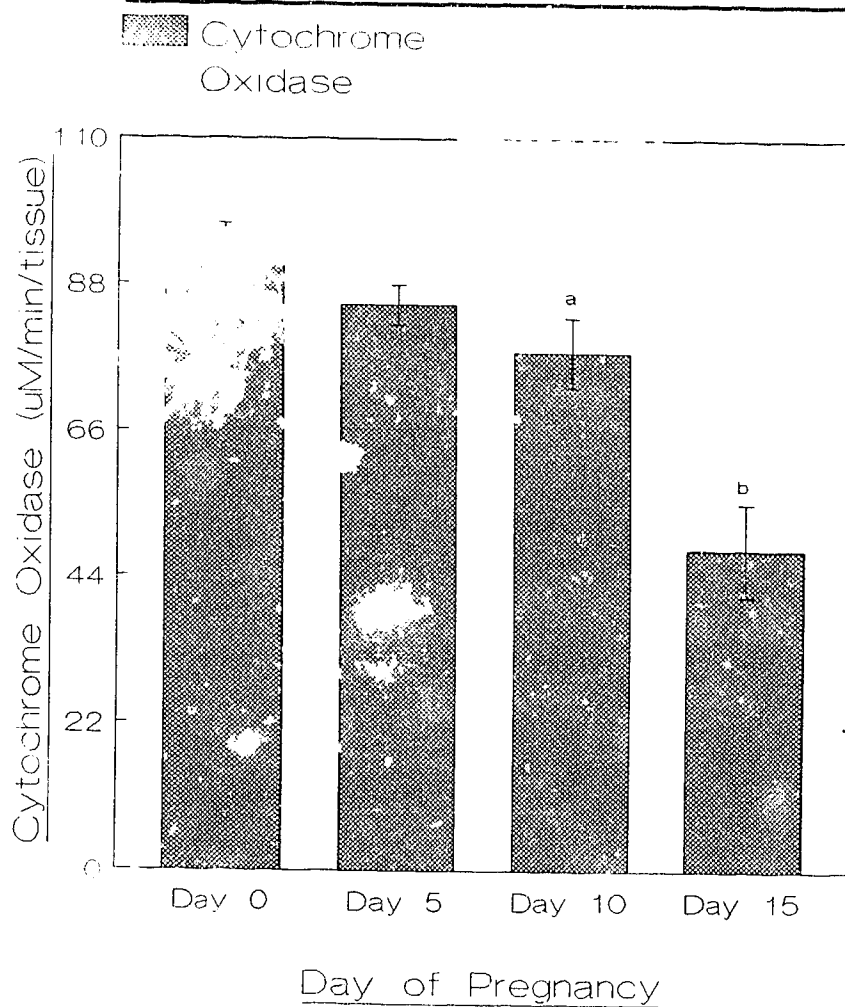 Cytochrome
Oxidase
110
88
66
44
22
0
Cytochrome Oxidase (uM/min/tissue)
a
b
Day 0
Day 5
Day 10
Day 15
Day of Pregnancy